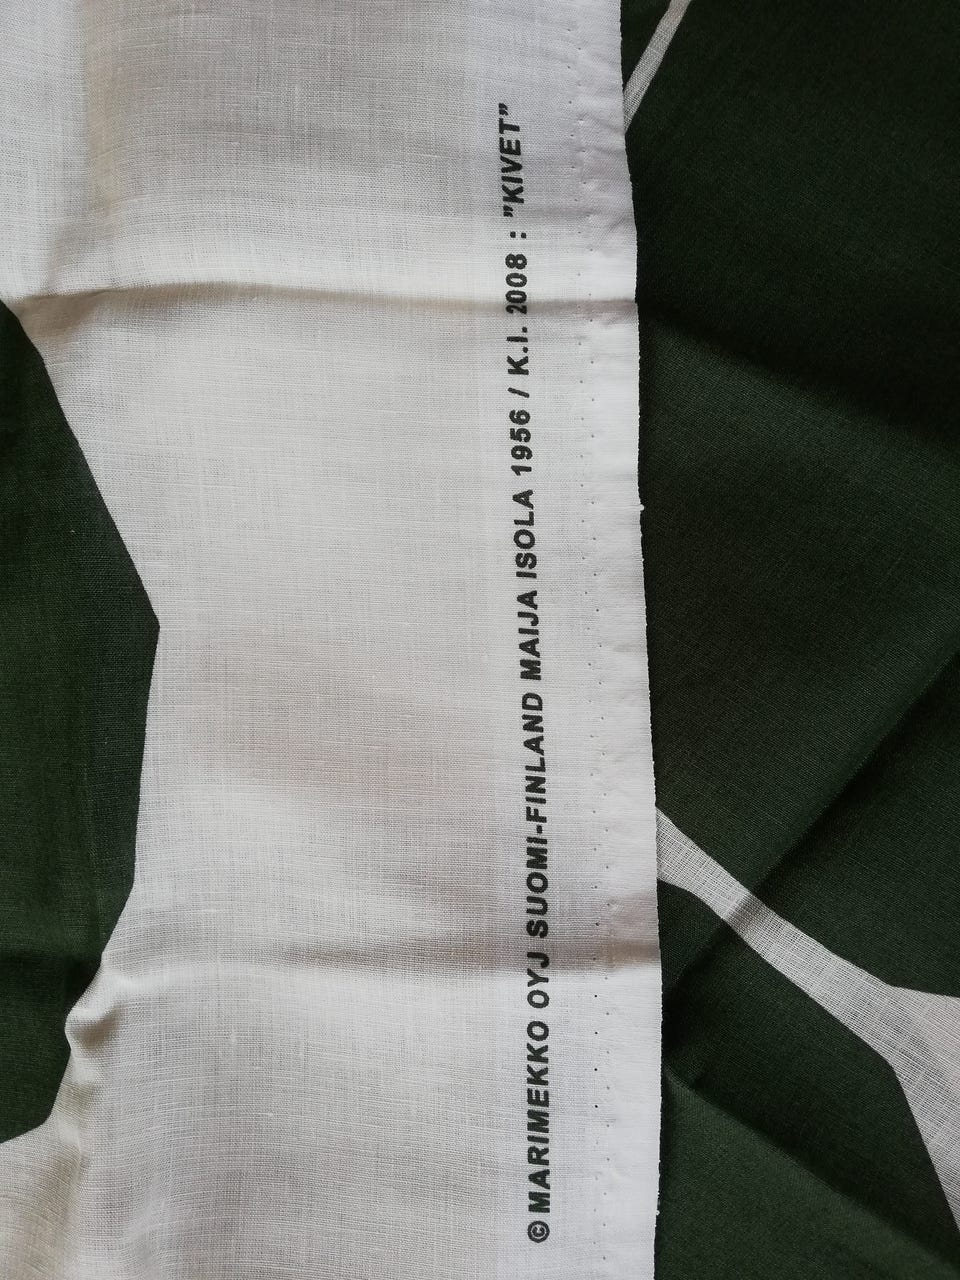 © MARIMEKKO OYJ SUOMI-FINLAND MAIJA ISOLA 1956 / K.I. 2008 : "KIVET"